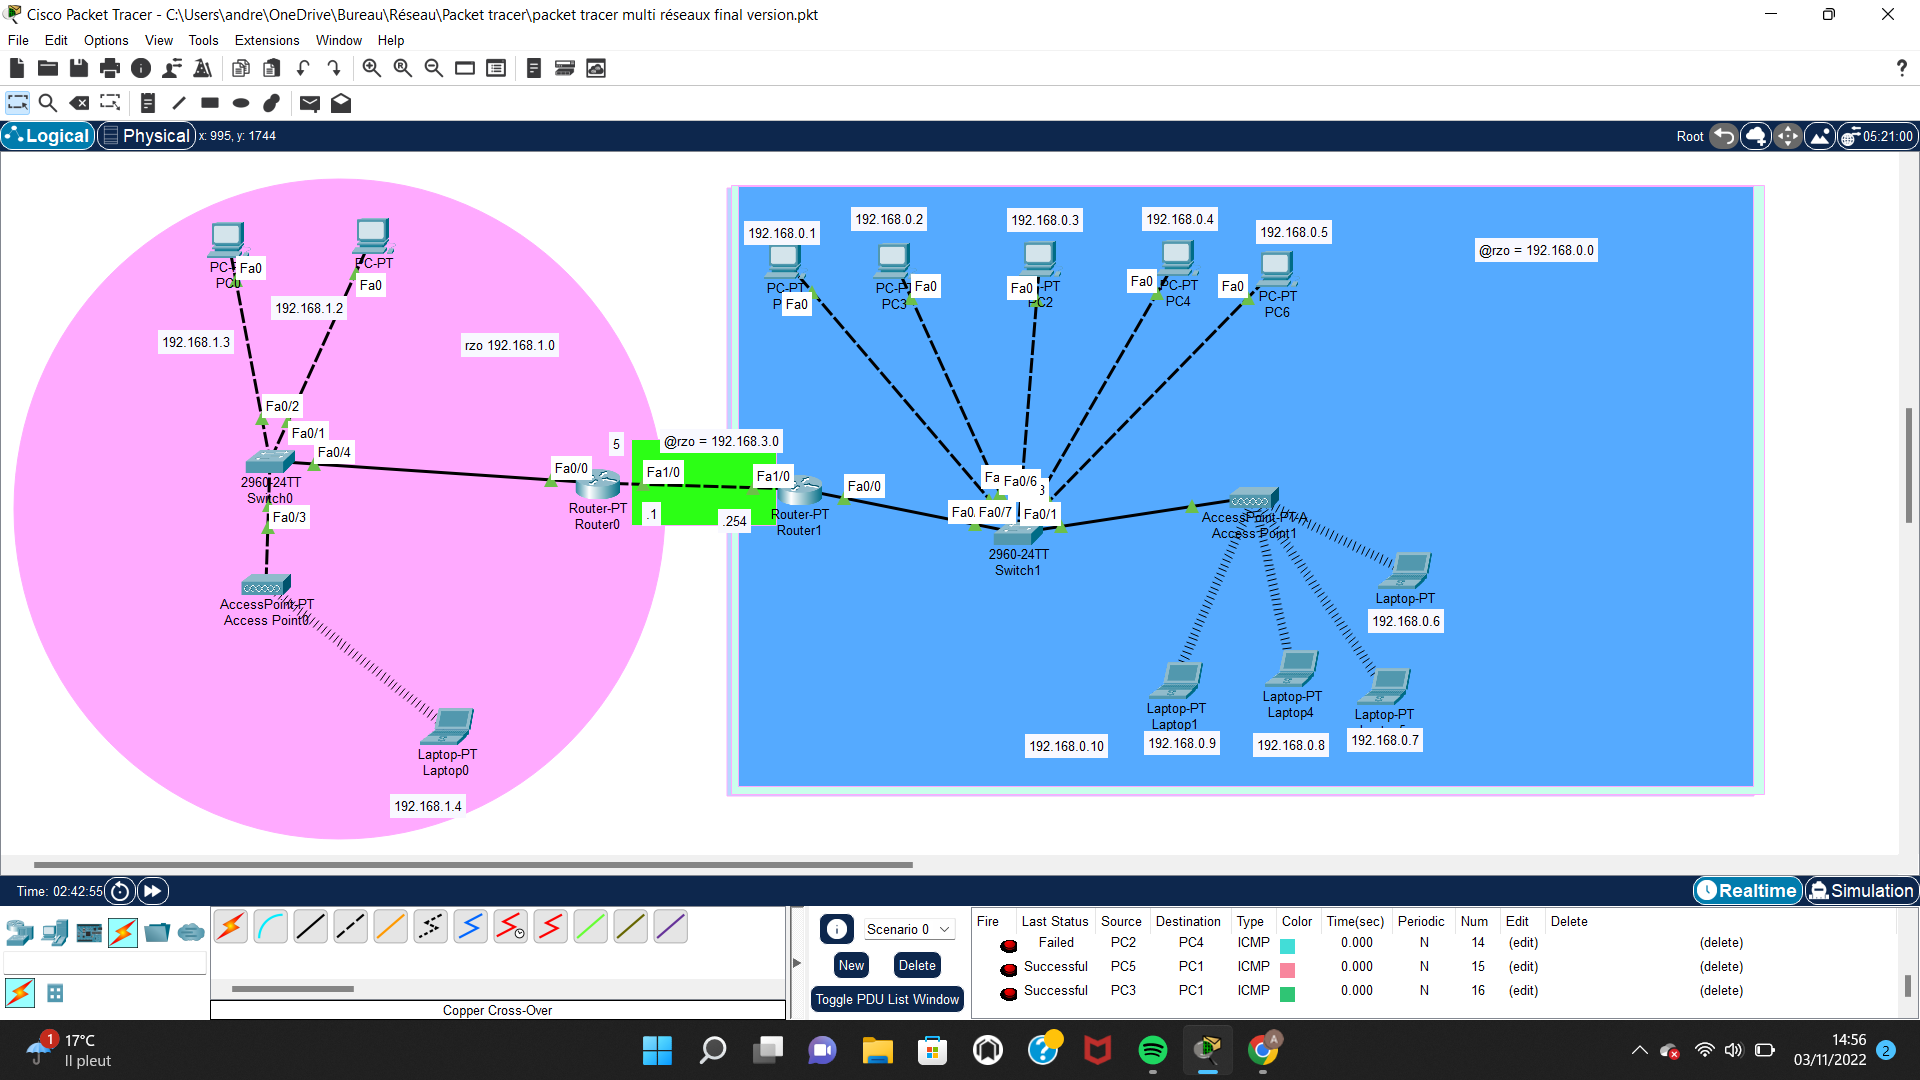 Cisco Packet Tracer - C:\Users\andre\OneDrive\Bureau\Réseau\Packet tracer\packet tracer multi réseaux final version.pkt
File Edit Options View Tools Extensions Window Help
?
Logical Physical x: 995, y: 1744
Root 05:21:00
192.168.0.1
192.168.0.2
192.168.0.3
192.168.0.4
192.168.0.5
@rzo = 192.168.0.0
PC0
Fa0
PC-PT
Fa0
192.168.1.2
192.168.1.3
rzo 192.168.1.0
PC-PT
Fa0
Fa0
PC3
Fa0
PC2
Fa0
PC-PT
PC4
Fa0
PC-PT
PC6
Fa0/2
Fa0/1
Fa0/4
2960-24TT
Switch0
Fa0/3
5
@rzo = 192.168.3.0
Fa0/0
Fa1/0
Fa1/0
Fa0/0
Router-PT
Router0
.1
.254
Router-PT
Router1
Fa0/6
Fa0/7
Fa0/1
2960-24TT
Switch1
AccessPoint-PT-A
Access Point1
AccessPoint-PT
Access Point0
Laptop-PT
192.168.0.6
Laptop-PT
Laptop1
Laptop-PT
Laptop4
Laptop-PT
192.168.0.10
192.168.0.9
192.168.0.8
192.168.0.7
Laptop-PT
Laptop0
192.168.1.4
Time: 02:42:55
Realtime Simulation
Scenario 0
New Delete
Toggle PDU List Window
Fire Last Status Source Destination Type Color Time(sec) Periodic Num Edit Delete
Failed PC2 PC4 ICMP 0.000 N 14 (edit) (delete)
Successful PC5 PC1 ICMP 0.000 N 15 (edit) (delete)
Successful PC3 PC1 ICMP 0.000 N 16 (edit) (delete)
Copper Cross-Over
1
17°C
Il pleut
A
14:56
03/11/2022
2